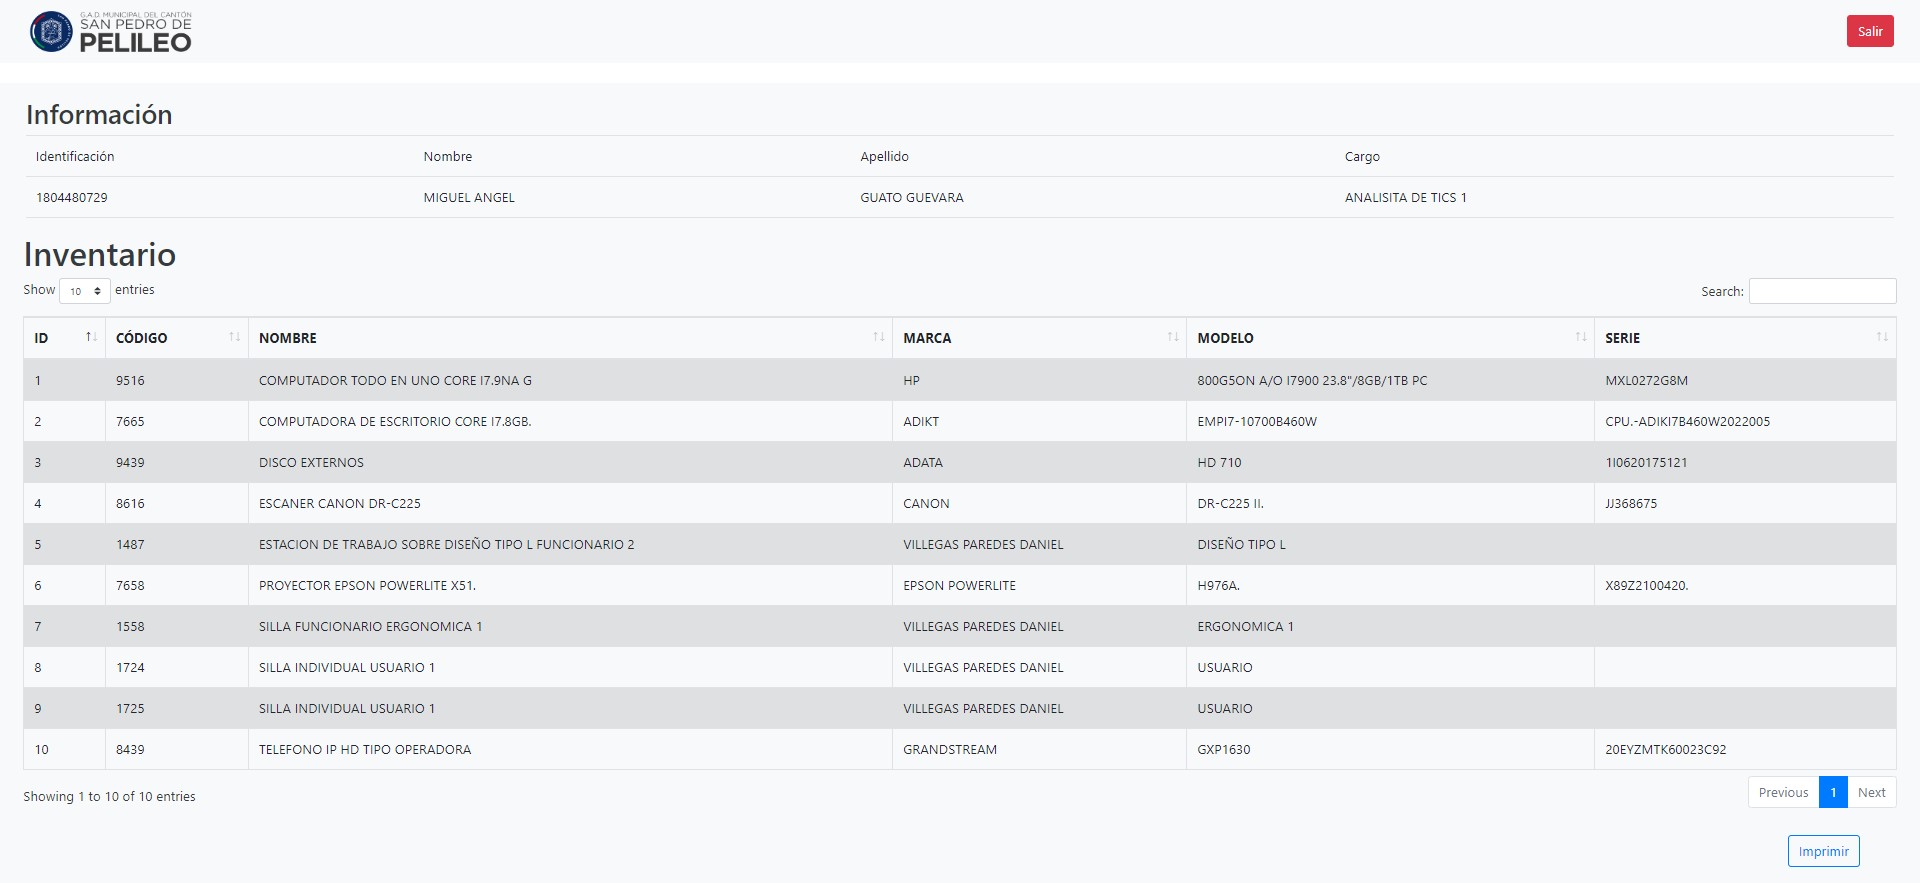 G.A.D. MUNICIPAL DEL CANTÓN
SAN PEDRO DE
PELILEO
Salir
Información
Identificación Nombre Apellido Cargo
1804480729 MIGUEL ANGEL GUATO GUEVARA ANALISITA DE TICS 1
Inventario
Show 10 entries Search:
ID CÓDIGO NOMBRE MARCA MODELO SERIE
1 9516 COMPUTADOR TODO EN UNO CORE I7.9NA G HP 800G5ON A/O I7900 23.8"/8GB/1TB PC MXL0272G8M
2 7665 COMPUTADORA DE ESCRITORIO CORE I7.8GB. ADIKT EMPI7-10700B460W CPU.-ADIKI7B460W2022005
3 9439 DISCO EXTERNOS ADATA HD 710 1I0620175121
4 8616 ESCANER CANON DR-C225 CANON DR-C225 II. JJ368675
5 1487 ESTACION DE TRABAJO SOBRE DISEÑO TIPO L FUNCIONARIO 2 VILLEGAS PAREDES DANIEL DISEÑO TIPO L
6 7658 PROYECTOR EPSON POWERLITE X51. EPSON POWERLITE H976A. X89Z2100420.
7 1558 SILLA FUNCIONARIO ERGONOMICA 1 VILLEGAS PAREDES DANIEL ERGONOMICA 1
8 1724 SILLA INDIVIDUAL USUARIO 1 VILLEGAS PAREDES DANIEL USUARIO
9 1725 SILLA INDIVIDUAL USUARIO 1 VILLEGAS PAREDES DANIEL USUARIO
10 8439 TELEFONO IP HD TIPO OPERADORA GRANDSTREAM GXP1630 20EYZMTK60023C92
Showing 1 to 10 of 10 entries Previous 1 Next
Imprimir